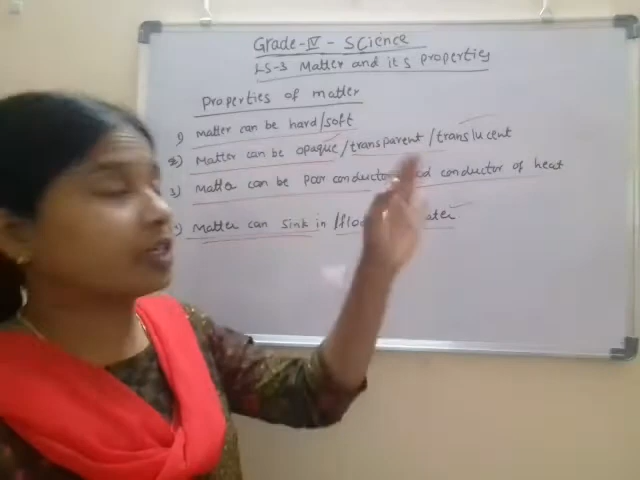 Grade-IV - Science
LS-3 Matter and its properties
Properties of matter
1) Matter can be hard/soft
2) Matter can be opaque/transparent/translucent
3) Matter can be poor conductor conductor of heat
Matter can sink in